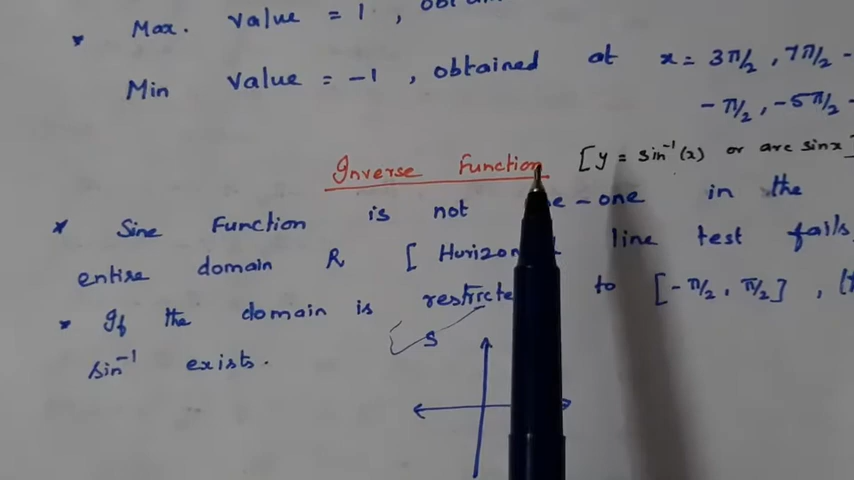 * Max. value = 1 ,
Min value = -1 , obtained at x = 3π/2 , 7π/2 -
-π/2 , -5π/2 -
Inverse Function [y = sin⁻¹(x) or arc sinx]
* Sine Function is not - one in the
entire domain R [ line test fails
* If the domain is to [-π/2 , π/2] ,
sin⁻¹ exists.